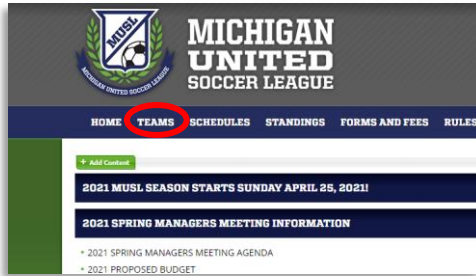 MUSL
MICHIGAN UNITED SOCCER LEAGUE
MICHIGAN
UNITED
SOCCER LEAGUE
HOME TEAMS SCHEDULES STANDINGS FORMS AND FEES RULES
+ Add Content
2021 MUSL SEASON STARTS SUNDAY APRIL 25, 2021!
2021 SPRING MANAGERS MEETING INFORMATION
• 2021 SPRING MANAGERS MEETING AGENDA
• 2021 PROPOSED BUDGET